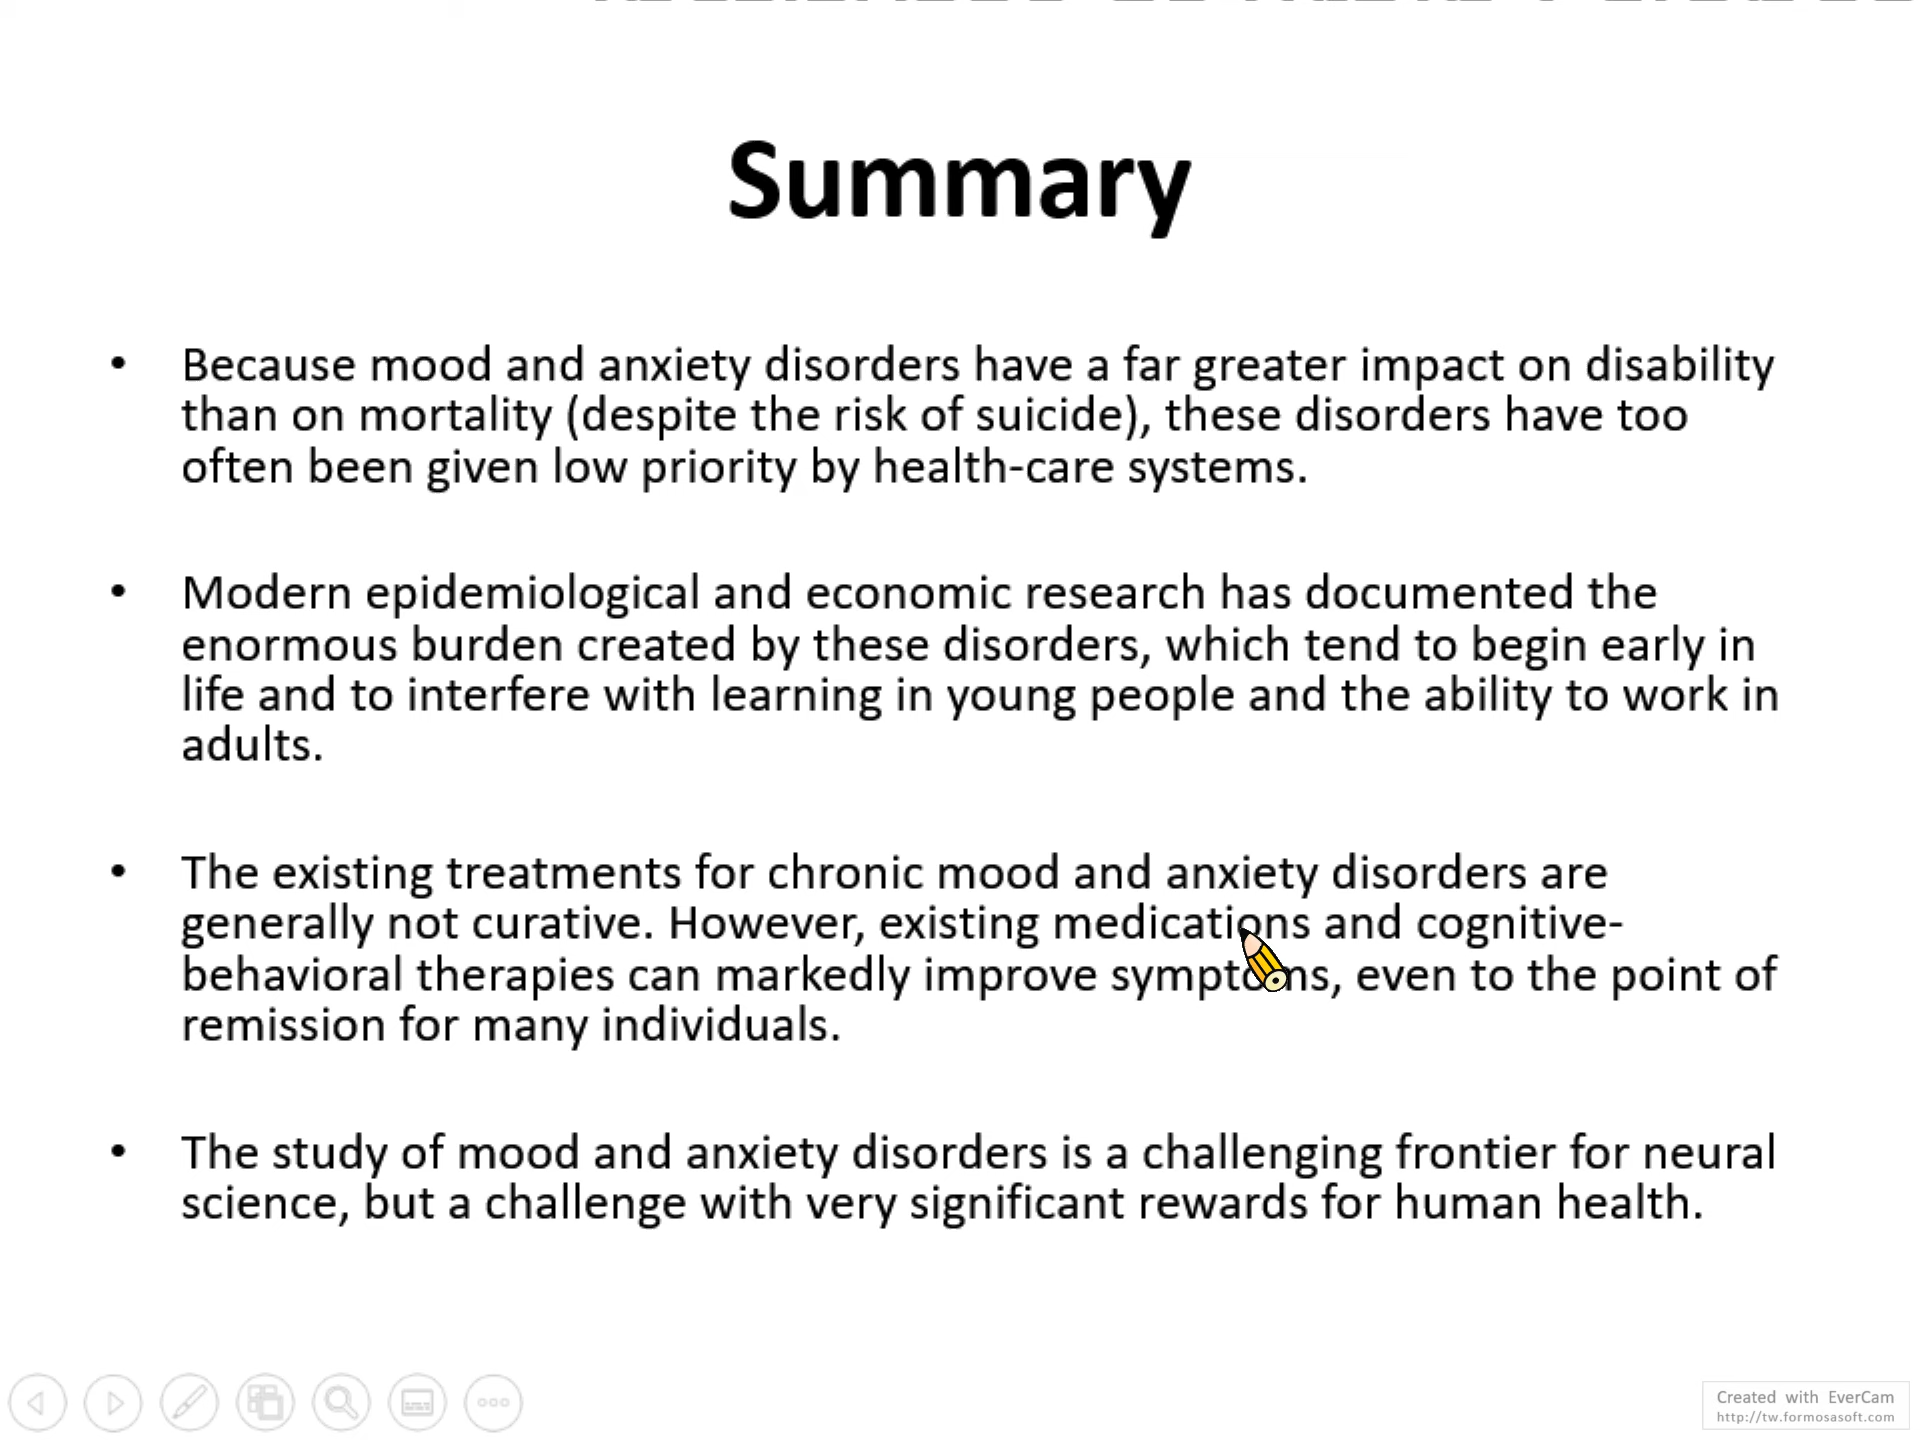 Summary
• Because mood and anxiety disorders have a far greater impact on disability
than on mortality (despite the risk of suicide), these disorders have too
often been given low priority by health-care systems.
• Modern epidemiological and economic research has documented the
enormous burden created by these disorders, which tend to begin early in
life and to interfere with learning in young people and the ability to work in
adults.
• The existing treatments for chronic mood and anxiety disorders are
generally not curative. However, existing medications and cognitive-
behavioral therapies can markedly improve symptoms, even to the point of
remission for many individuals.
• The study of mood and anxiety disorders is a challenging frontier for neural
science, but a challenge with very significant rewards for human health.
Created with EverCam
http://tw.formosasoft.com